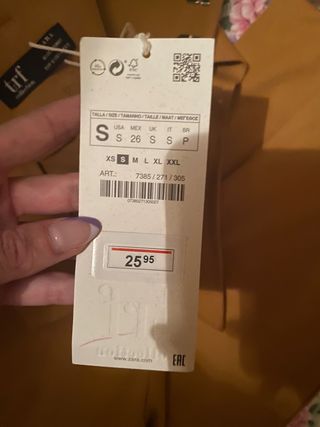 trf
TALLA / SIZE / TAMANHO / TAILLE / MAAT / ΜΕΓΕΘΟΣ
S
USA MEX UK IT BR
S 26 S S P
XS S M L XL XXL
ART.: 7385 / 271 / 305
25 95
www.zara.com
EAC